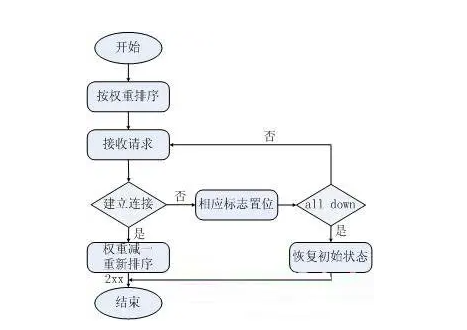 开始
按权重排序
接收请求
否
建立连接
否
相应标志置位
all down
是
是
权重减一
重新排序
恢复初始状态
2xx
结束